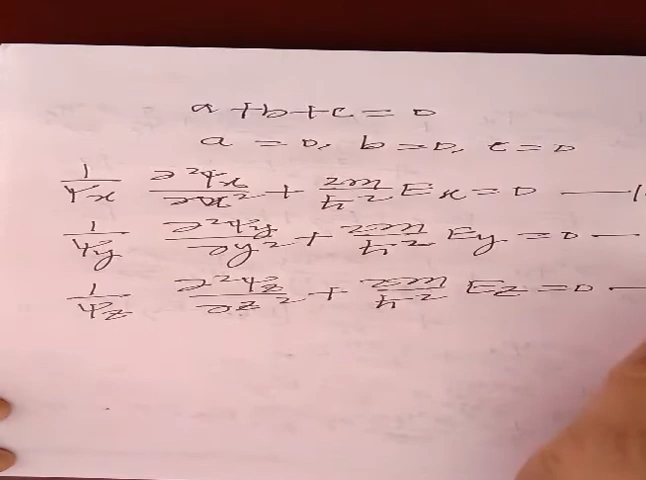 a + b + c = 0
a = 0, b = 0, c = 0
1/ψx ∂²ψx/∂x² + 2m/ħ² Ex = 0 —
1/ψy ∂²ψy/∂y² + 2m/ħ² Ey = 0 —
1/ψz ∂²ψz/∂z² + 2m/ħ² Ez = 0 —